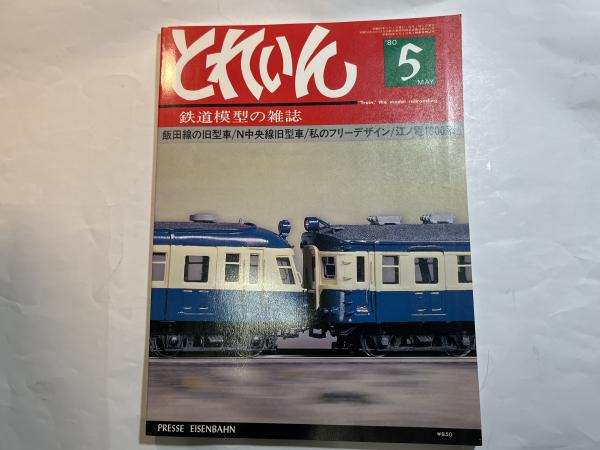 とれいん
'80
5
MAY
"Train," the model railroading
鉄道模型の雑誌
飯田線の旧型車/N中央線旧型車/私のフリーデザイン/江ノ電1000系
PRESSE EISENBAHN
¥850